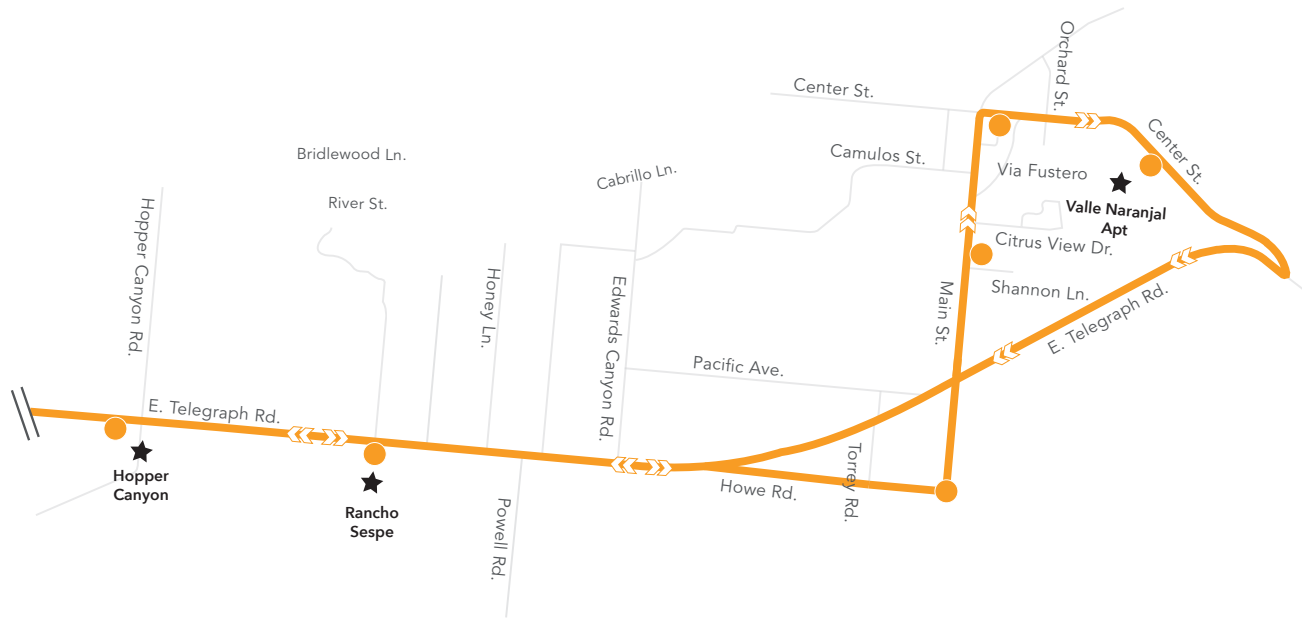 Orchard St.
Center St.
Center St.
Camulos St.
Bridlewood Ln.
Via Fustero
Cabrillo Ln.
River St.
Valle Naranjal
Apt
Hopper Canyon Rd.
Citrus View Dr.
Honey Ln.
Edwards Canyon Rd.
Main St.
Shannon Ln.
E. Telegraph Rd.
Pacific Ave.
E. Telegraph Rd.
Hopper
Canyon
Torrey Rd.
Howe Rd.
Rancho
Sespe
Powell Rd.